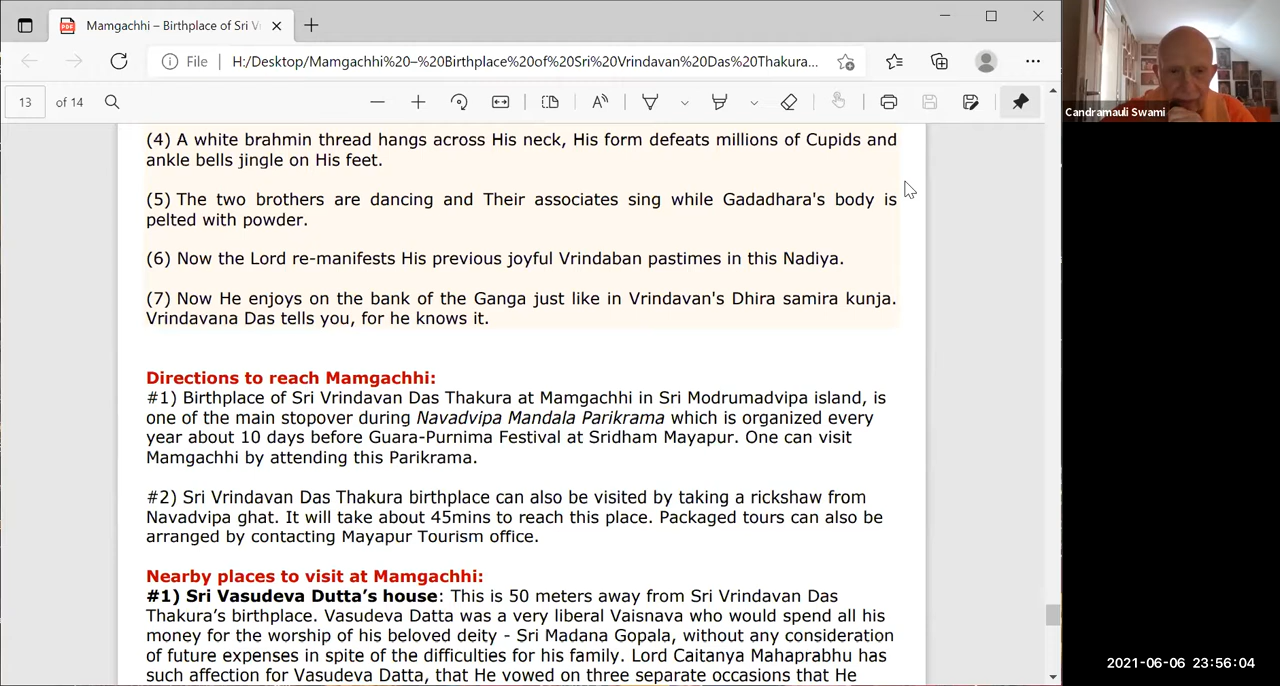 Mamgachhi – Birthplace of Sri V
File
H:/Desktop/Mamgachhi%20–%20Birthplace%20of%20Sri%20Vrindavan%20Das%20Thakura...
13 of 14
Candramauli Swami
(4) A white brahmin thread hangs across His neck, His form defeats millions of Cupids and
ankle bells jingle on His feet.
(5) The two brothers are dancing and Their associates sing while Gadadhara's body is
pelted with powder.
(6) Now the Lord re-manifests His previous joyful Vrindaban pastimes in this Nadiya.
(7) Now He enjoys on the bank of the Ganga just like in Vrindavan's Dhira samira kunja.
Vrindavana Das tells you, for he knows it.
Directions to reach Mamgachhi:
#1) Birthplace of Sri Vrindavan Das Thakura at Mamgachhi in Sri Modrumadvipa island, is
one of the main stopover during Navadvipa Mandala Parikrama which is organized every
year about 10 days before Guara-Purnima Festival at Sridham Mayapur. One can visit
Mamgachhi by attending this Parikrama.
#2) Sri Vrindavan Das Thakura birthplace can also be visited by taking a rickshaw from
Navadvipa ghat. It will take about 45mins to reach this place. Packaged tours can also be
arranged by contacting Mayapur Tourism office.
Nearby places to visit at Mamgachhi:
#1) Sri Vasudeva Dutta’s house: This is 50 meters away from Sri Vrindavan Das
Thakura’s birthplace. Vasudeva Datta was a very liberal Vaisnava who would spend all his
money for the worship of his beloved deity - Sri Madana Gopala, without any consideration
of future expenses in spite of the difficulties for his family. Lord Caitanya Mahaprabhu has
such affection for Vasudeva Datta, that He vowed on three separate occasions that He
2021-06-06 23:56:04